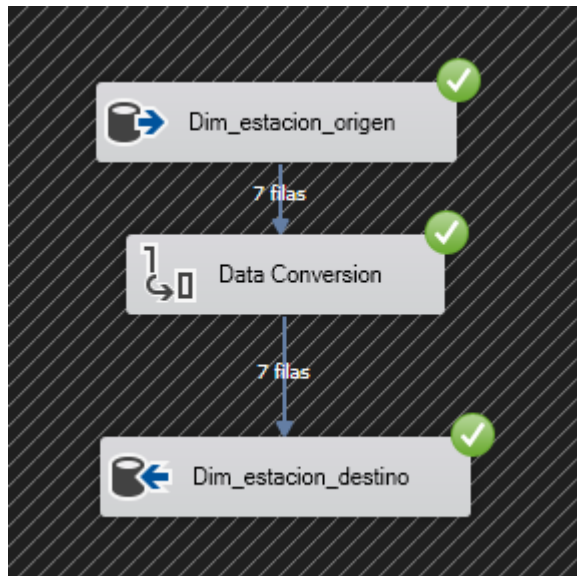 Dim_estacion_origen
7 filas
Data Conversion
7 filas
Dim_estacion_destino